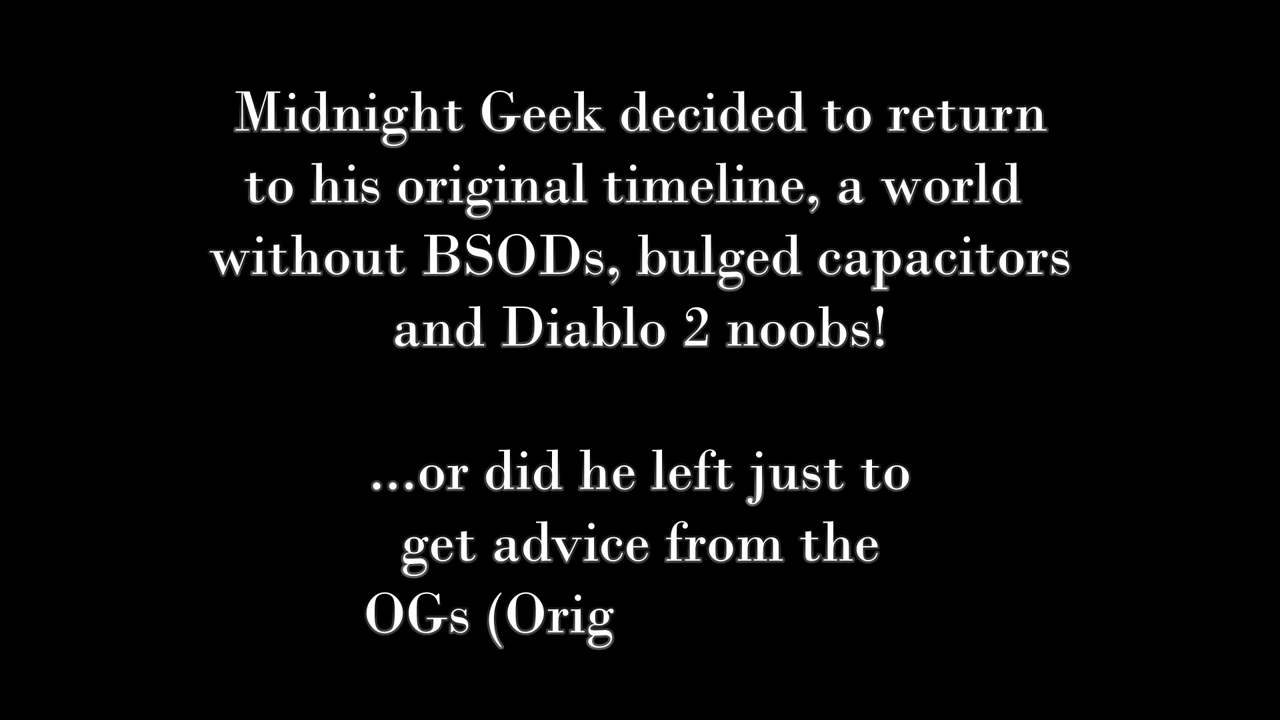 Midnight Geek decided to return
to his original timeline, a world
without BSODs, bulged capacitors
and Diablo 2 noobs!
...or did he left just to
get advice from the
OGs (Orig